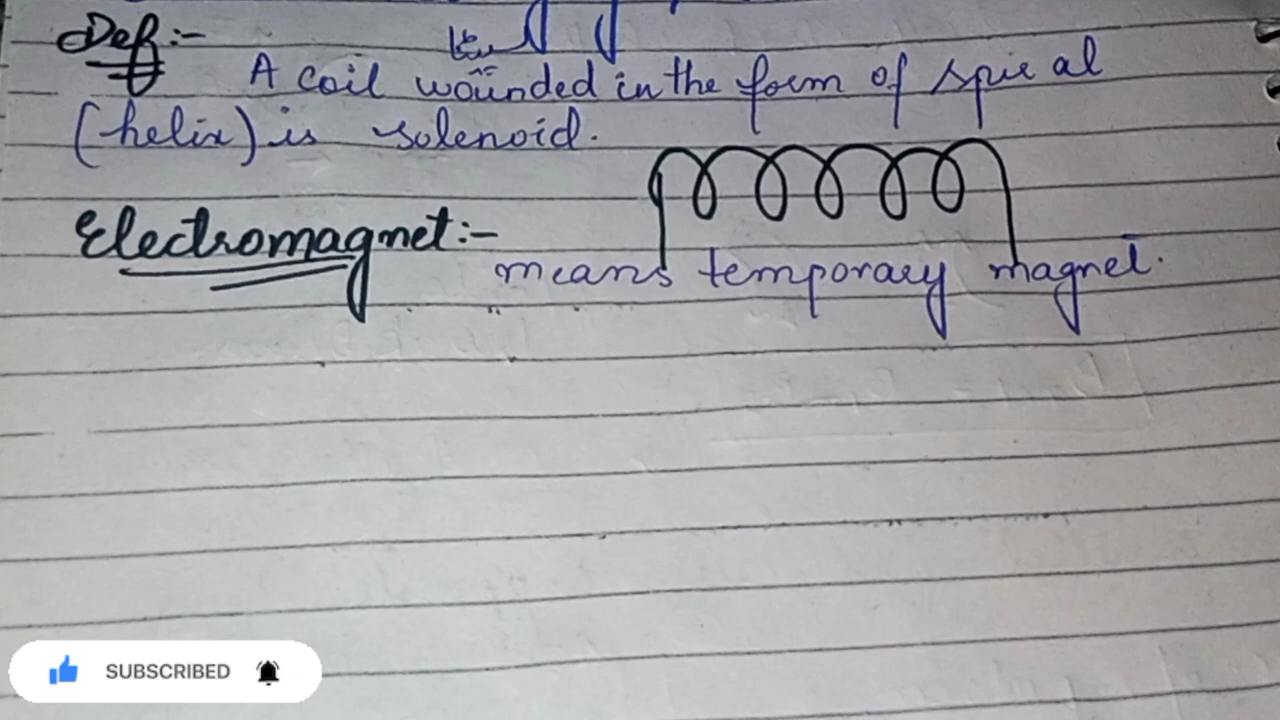 Def:-
A coil wounded in the form of spiral
(helix) is solenoid.
Electromagnet:-
means temporary magnet.
SUBSCRIBED